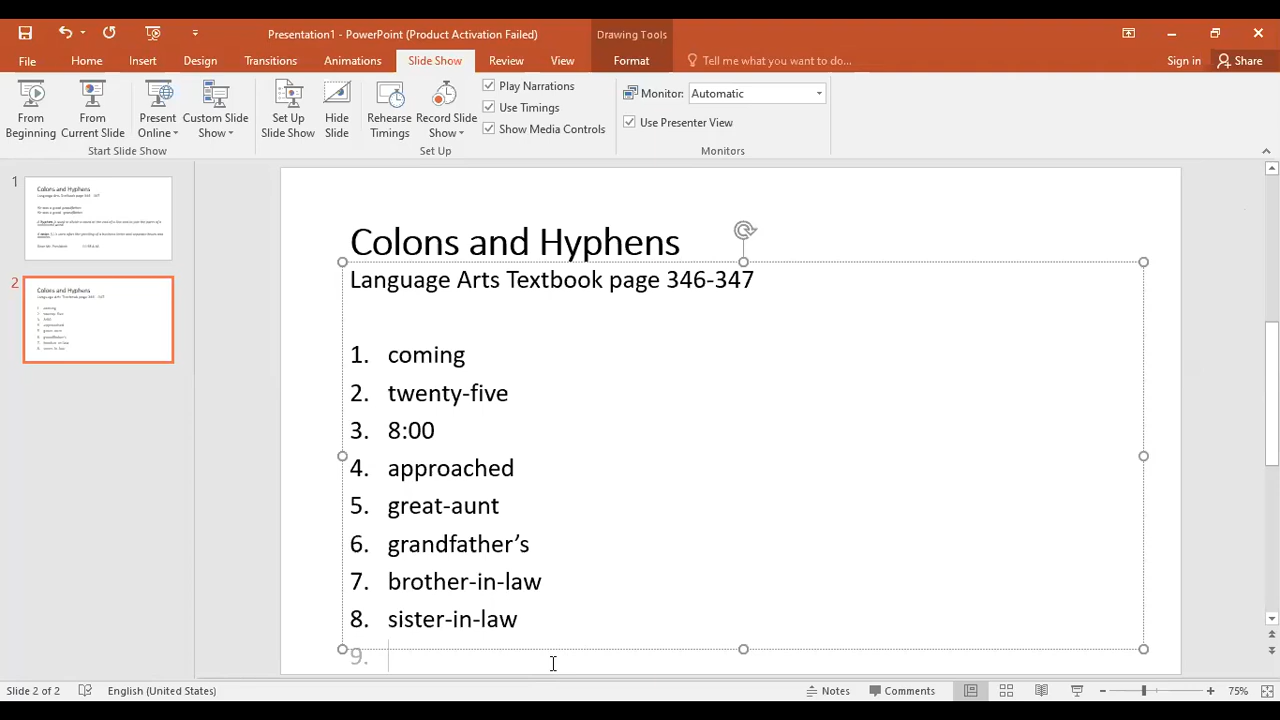 Presentation1 - PowerPoint (Product Activation Failed)
Drawing Tools
File Home Insert Design Transitions Animations Slide Show Review View Format Tell me what you want to do... Sign in Share
From Beginning
From Current Slide
Present Online
Custom Slide Show
Start Slide Show
Set Up Slide Show
Hide Slide
Rehearse Timings
Record Slide Show
Play Narrations
Use Timings
Show Media Controls
Set Up
Monitor: Automatic
Use Presenter View
Monitors
1
2
Colons and Hyphens
Language Arts Textbook page 346-347
1. coming
2. twenty-five
3. 8:00
4. approached
5. great-aunt
6. grandfather’s
7. brother-in-law
8. sister-in-law
9.
Slide 2 of 2 English (United States) Notes Comments 75%